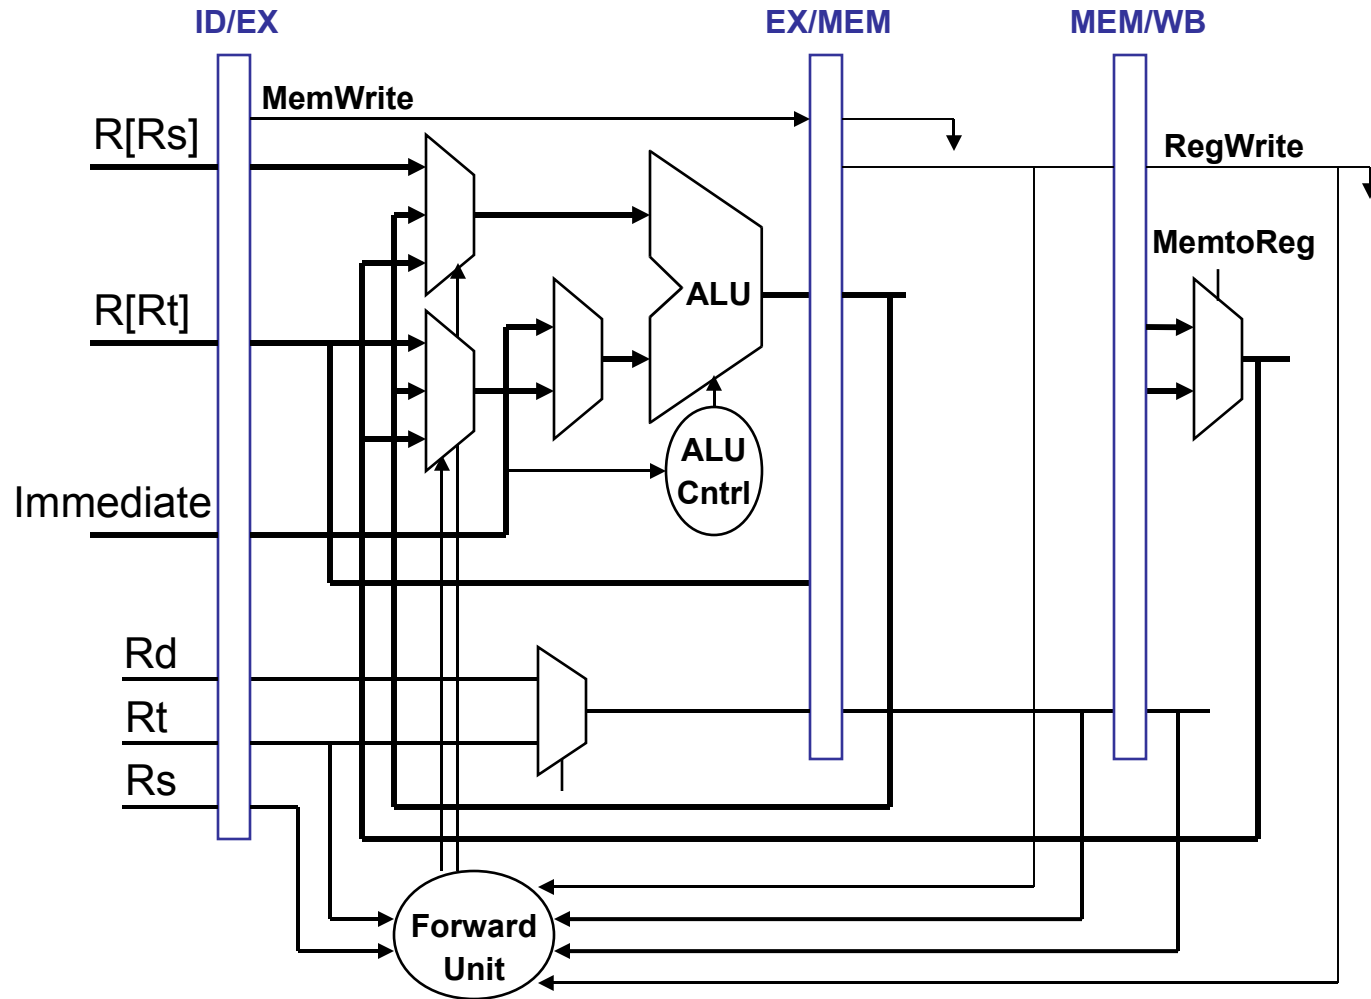 ID/EX
EX/MEM
MEM/WB
MemWrite
R[Rs]
RegWrite
MemtoReg
R[Rt]
ALU
ALU
Cntrl
Immediate
Rd
Rt
Rs
Forward
Unit